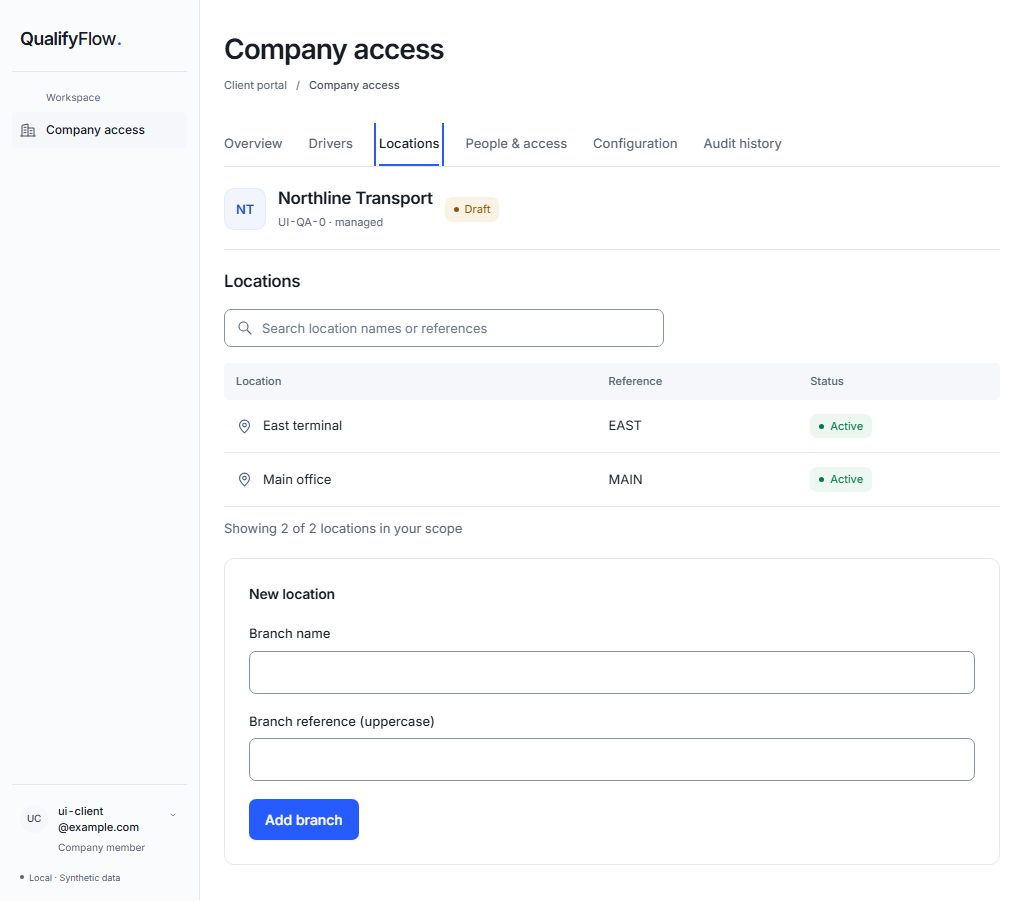 QualifyFlow.
Workspace
Company access
Company access
Client portal / Company access
Overview Drivers Locations People & access Configuration Audit history
NT
Northline Transport
UI-QA-0 · managed
Draft
Locations
Search location names or references
Location Reference Status
East terminal EAST Active
Main office MAIN Active
Showing 2 of 2 locations in your scope
New location
Branch name
Branch reference (uppercase)
Add branch
UC
ui-client
@example.com
Company member
Local · Synthetic data